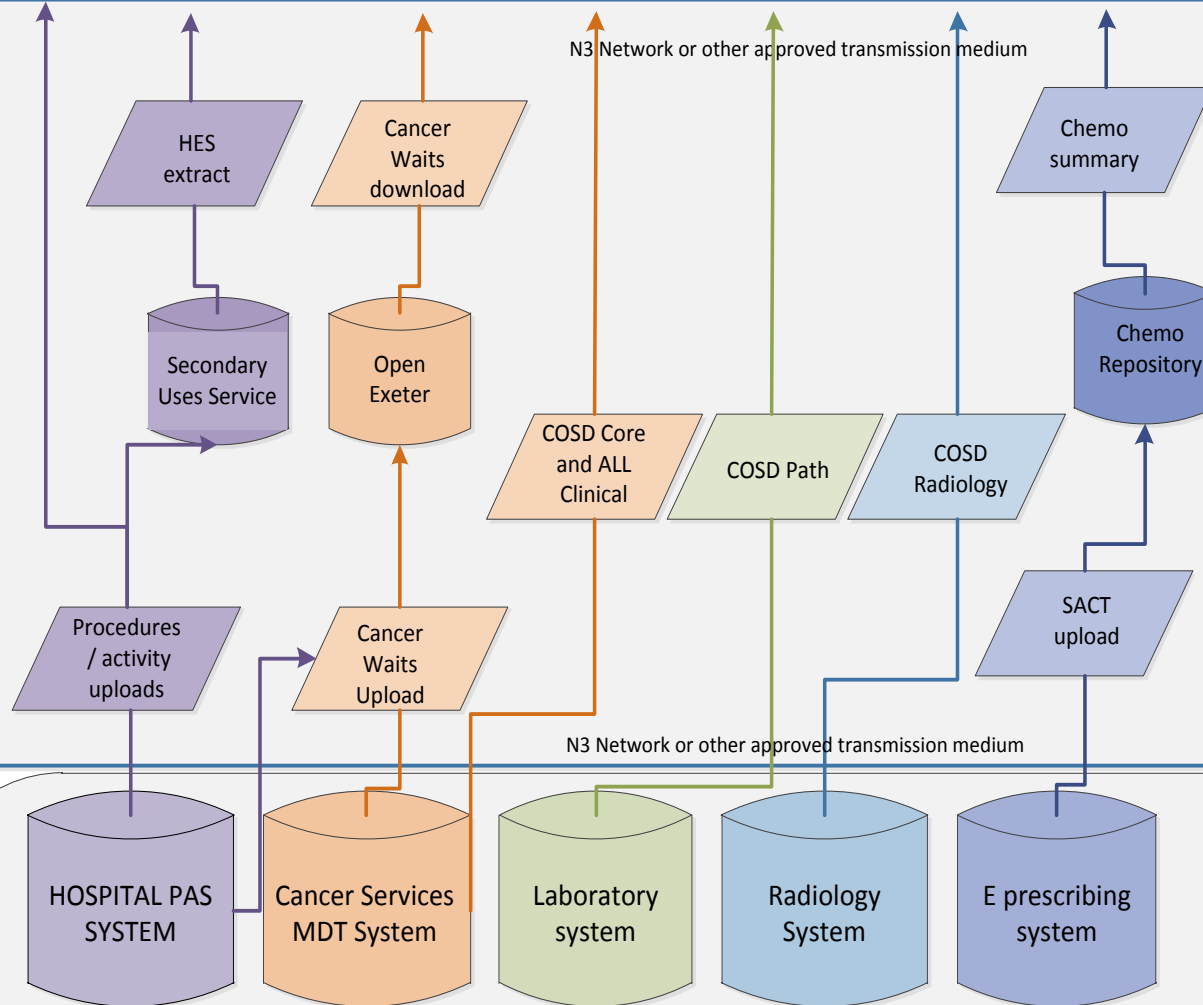 N3 Network or other approved transmission medium
HES
extract
Cancer
Waits
download
Chemo
summary
Secondary
Uses Service
Open
Exeter
Chemo
Repository
COSD Core
and ALL
Clinical
COSD Path
COSD
Radiology
Procedures
/ activity
uploads
Cancer
Waits
Upload
SACT
upload
N3 Network or other approved transmission medium
HOSPITAL PAS
SYSTEM
Cancer Services
MDT System
Laboratory
system
Radiology
System
E prescribing
system